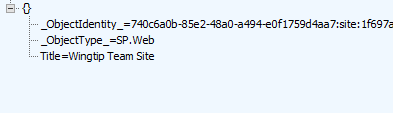 {}
_ObjectIdentity_=740c6a0b-85e2-48a0-a494-e0f1759d4aa7:site:1f697a
_ObjectType_=SP.Web
Title=Wingtip Team Site